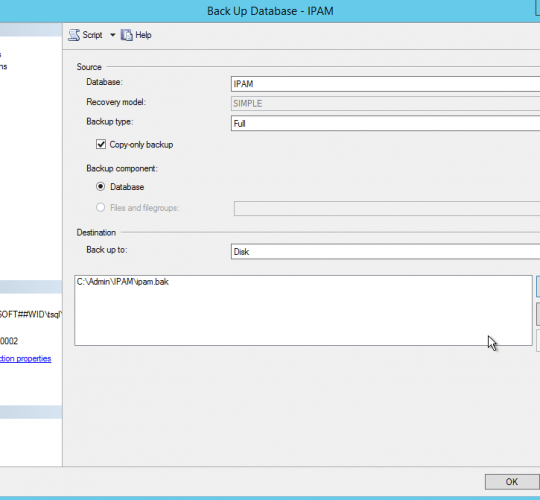 Back Up Database - IPAM
Script
Help
Source
Database:
IPAM
Recovery model:
SIMPLE
Backup type:
Full
Copy-only backup
Backup component:
Database
Files and filegroups:
Destination
Back up to:
Disk
C:\Admin\IPAM\ipam.bak
s
ns
SOFT##WID\tsql\
0002
ction properties
OK